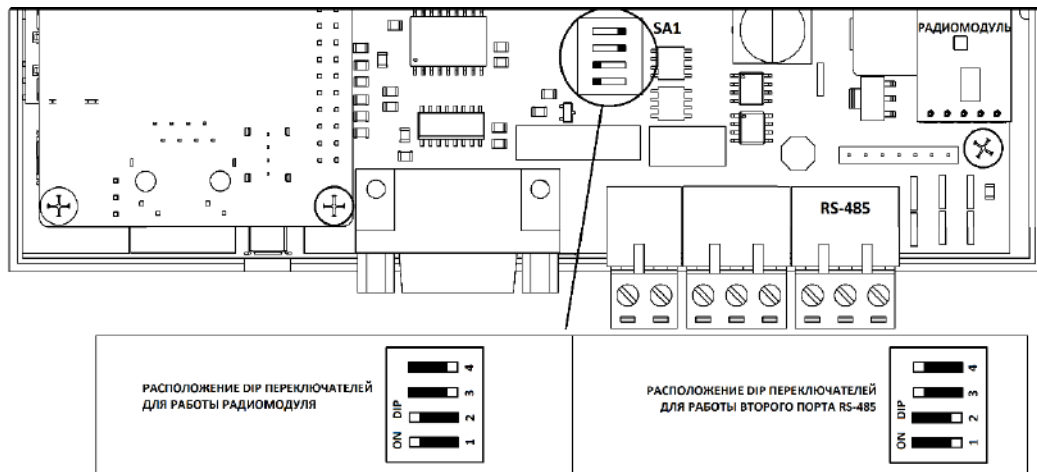 SA1
РАДИОМОДУЛЬ
RS-485
РАСПОЛОЖЕНИЕ DIP ПЕРЕКЛЮЧАТЕЛЕЙ
ДЛЯ РАБОТЫ РАДИОМОДУЛЯ
ON DIP
1 2 3 4
РАСПОЛОЖЕНИЕ DIP ПЕРЕКЛЮЧАТЕЛЕЙ
ДЛЯ РАБОТЫ ВТОРОГО ПОРТА RS-485
ON DIP
1 2 3 4